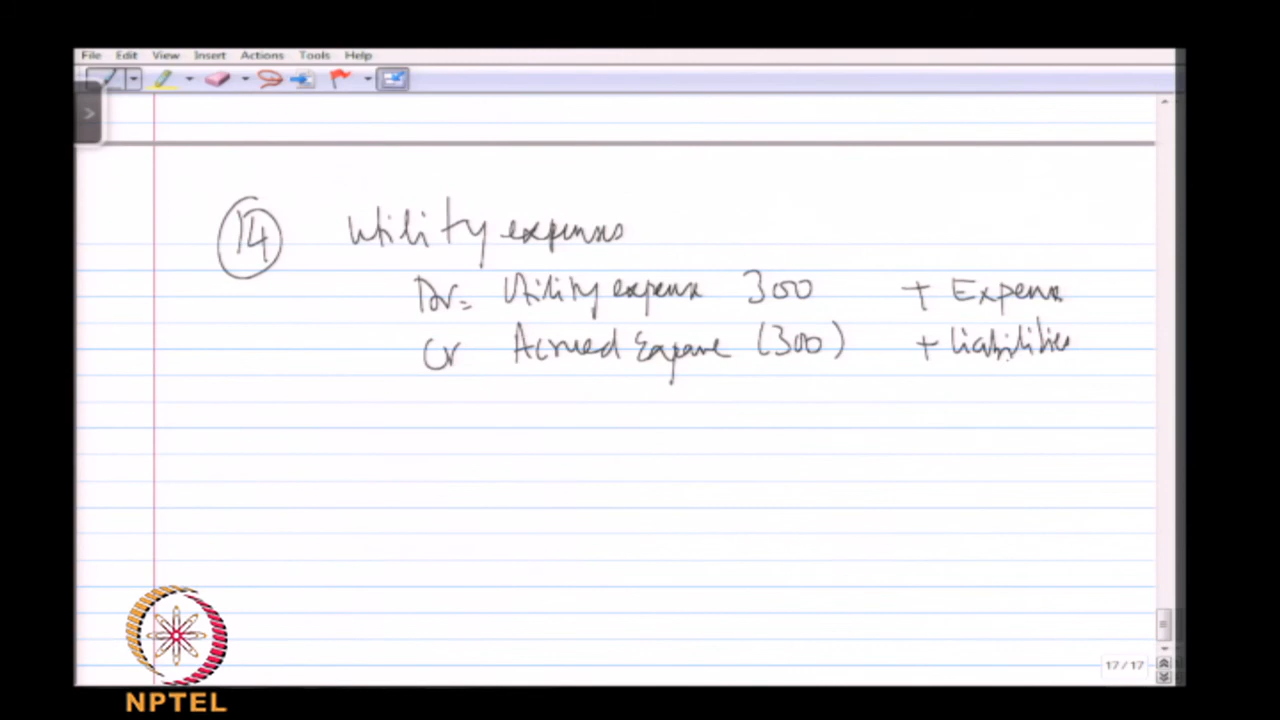 File Edit View Insert Actions Tools Help
14 Utility expenses
Dr. Utility expense 300 + Expense
Cr Accrued Expense (300) + liabilities
17 / 17
NPTEL